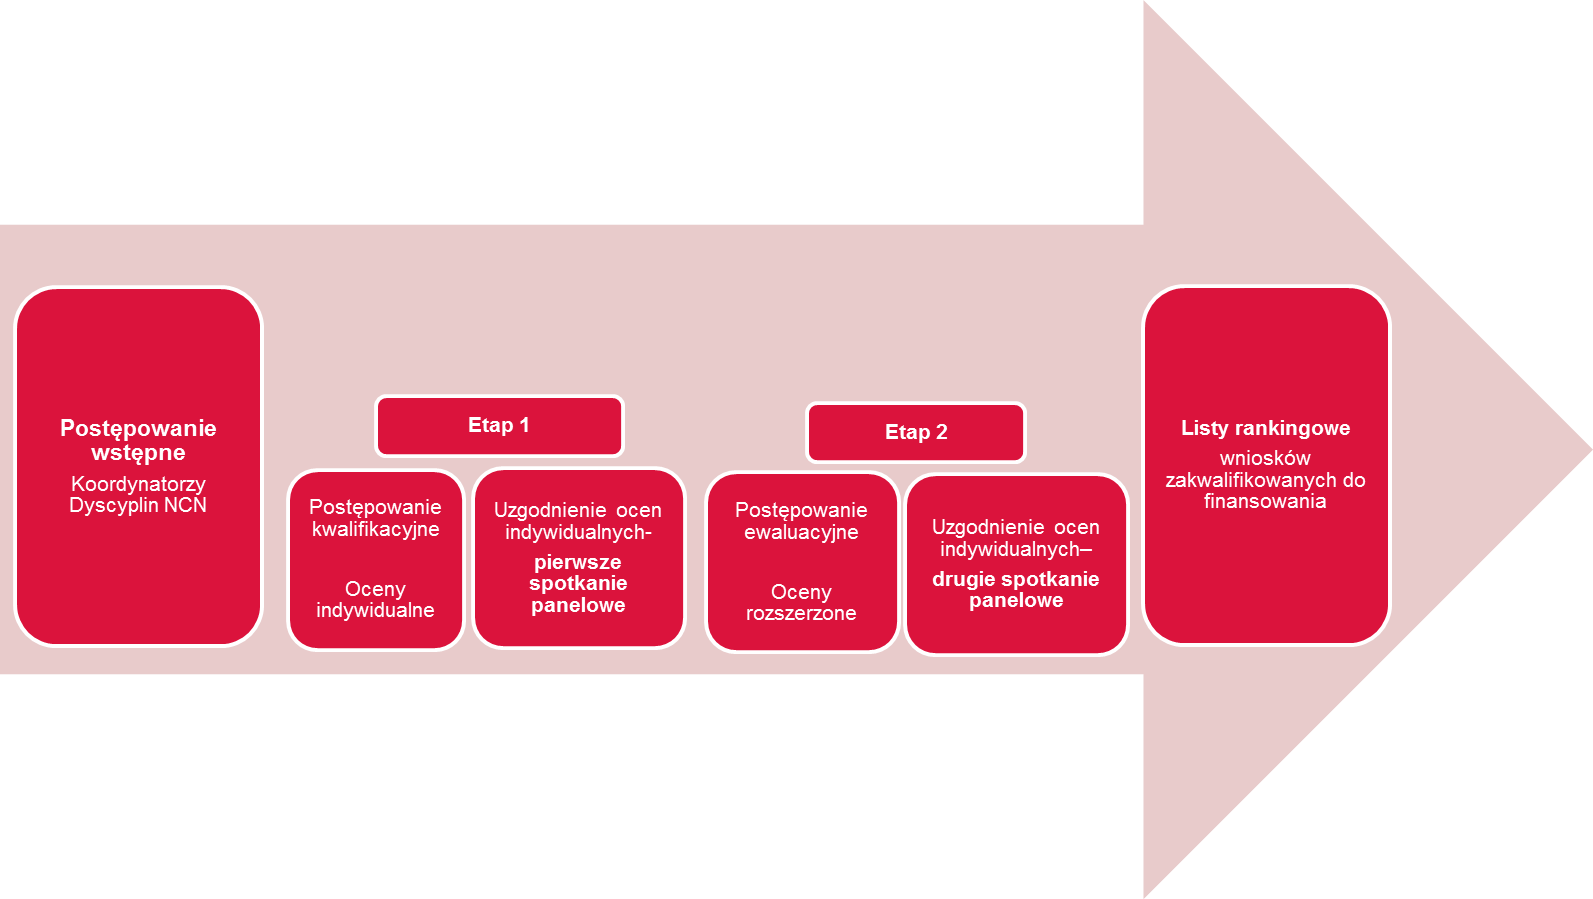 Postępowanie
wstępne
Koordynatorzy
Dyscyplin NCN
Etap 1
Postępowanie
kwalifikacyjne
Oceny
indywidualne
Uzgodnienie ocen
indywidualnych-
pierwsze
spotkanie
panelowe
Etap 2
Postępowanie
ewaluacyjne
Oceny
rozszerzone
Uzgodnienie ocen
indywidualnych–
drugie spotkanie
panelowe
Listy rankingowe
wniosków
zakwalifikowanych do
finansowania